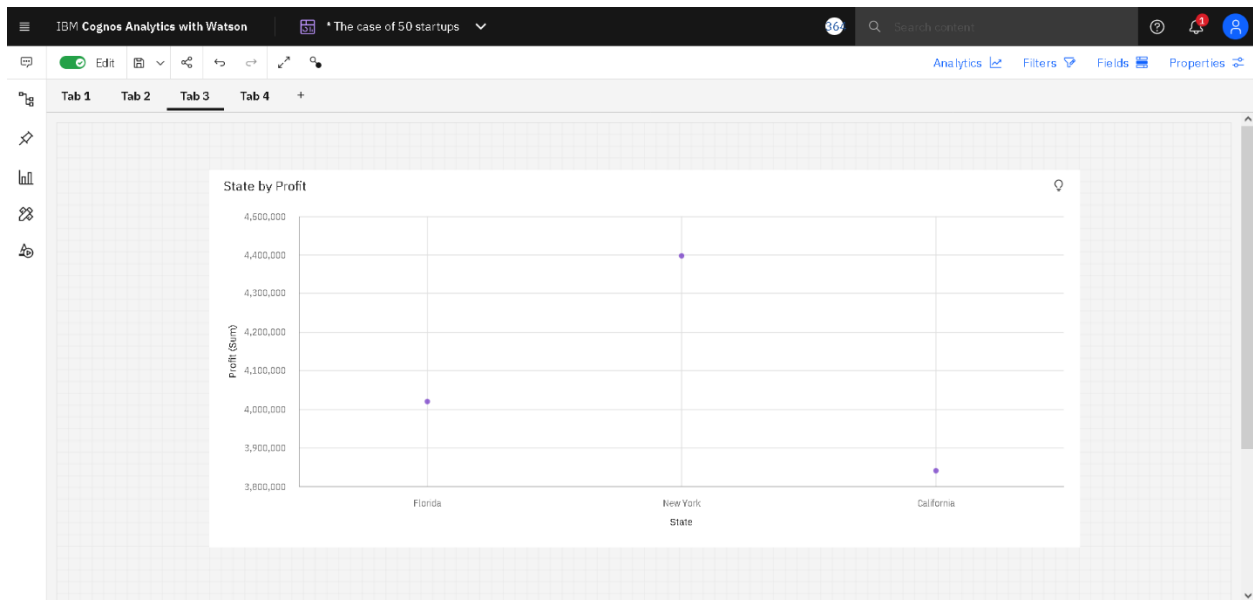 IBM Cognos Analytics with Watson
* The case of 50 startups
364
Search content
1
Edit
Analytics
Filters
Fields
Properties
Tab 1
Tab 2
Tab 3
Tab 4
+
State by Profit
4,500,000
4,400,000
4,300,000
4,200,000
4,100,000
4,000,000
3,900,000
3,800,000
Profit (Sum)
Florida
New York
California
State